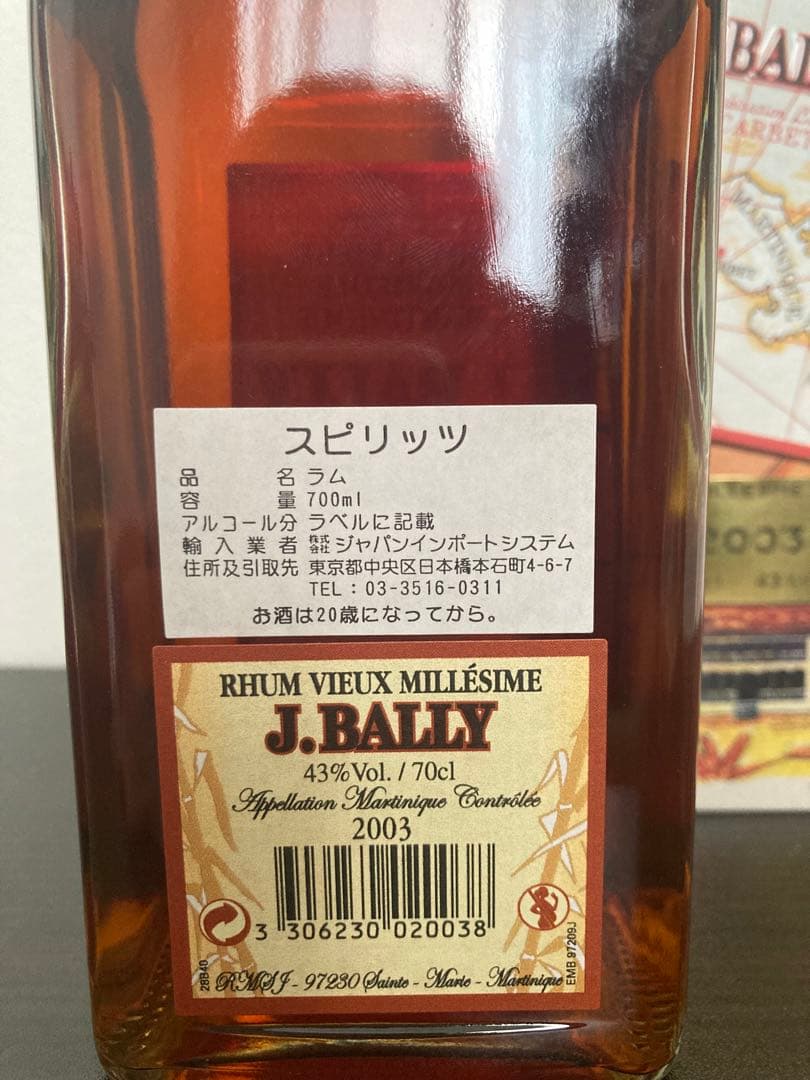 スピリッツ
品 名 ラム
容 量 700ml
アルコール分 ラベルに記載
輸入業者 株式会社ジャパンインポートシステム
住所及引取先 東京都中央区日本橋本石町4-6-7
TEL：03-3516-0311
お酒は20歳になってから。
RHUM VIEUX MILLÉSIME
J.BALLY
43%Vol. / 70cl
Appellation Martinique Contrôlée
2003
3 306230 020038
28840
RMSJ - 97230 Sainte - Marie - Martinique
EMB 97209J
MARTINIQUE
2003